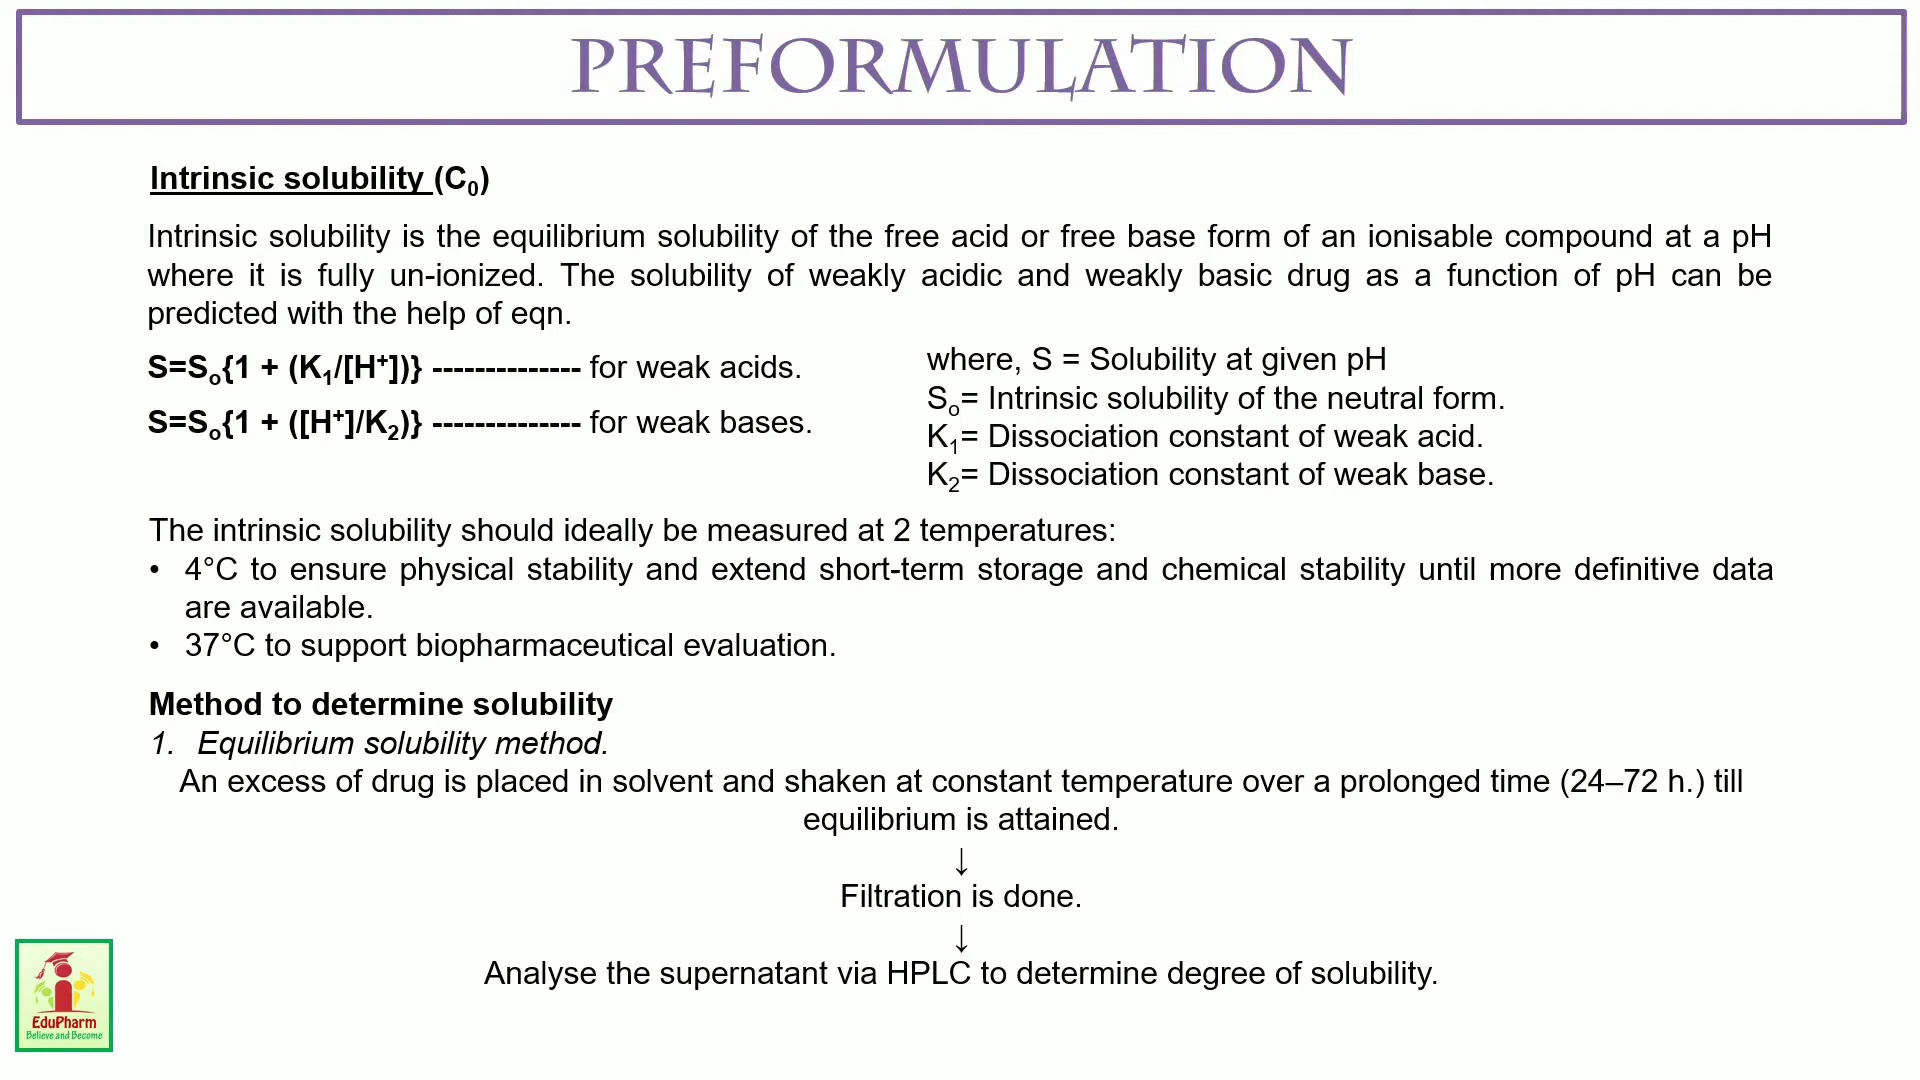 PREFORMULATION
Intrinsic solubility (C₀)
Intrinsic solubility is the equilibrium solubility of the free acid or free base form of an ionisable compound at a pH
where it is fully un-ionized. The solubility of weakly acidic and weakly basic drug as a function of pH can be
predicted with the help of eqn.
S=Sₒ{1 + (K₁/[H⁺])} -------------- for weak acids.
S=Sₒ{1 + ([H⁺]/K₂)} -------------- for weak bases.
where, S = Solubility at given pH
Sₒ= Intrinsic solubility of the neutral form.
K₁= Dissociation constant of weak acid.
K₂= Dissociation constant of weak base.
The intrinsic solubility should ideally be measured at 2 temperatures:
• 4°C to ensure physical stability and extend short-term storage and chemical stability until more definitive data
are available.
• 37°C to support biopharmaceutical evaluation.
Method to determine solubility
1. Equilibrium solubility method.
An excess of drug is placed in solvent and shaken at constant temperature over a prolonged time (24–72 h.) till
equilibrium is attained.
↓
Filtration is done.
↓
Analyse the supernatant via HPLC to determine degree of solubility.
EduPharm
Believe and Become